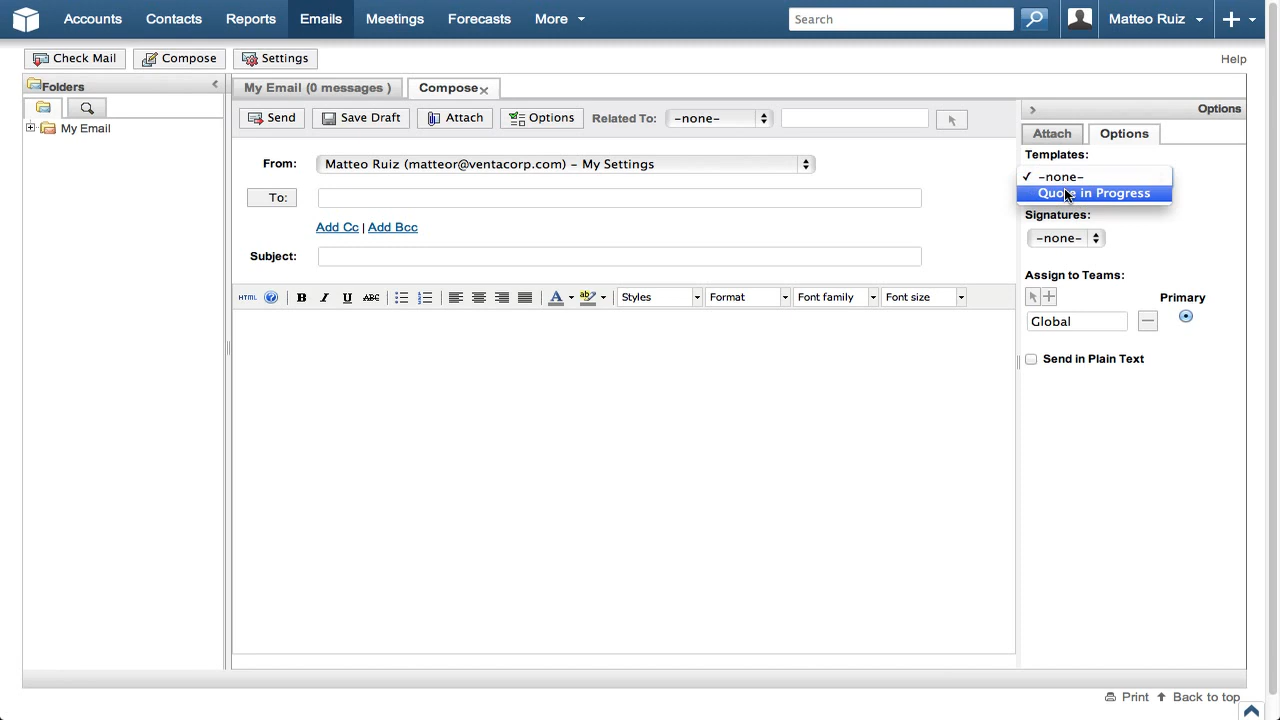 Accounts Contacts Reports Emails Meetings Forecasts More Search Matteo Ruiz
Check Mail Compose Settings Help
Folders
My Email
My Email (0 messages ) Compose
Send Save Draft Attach Options Related To: -none-
From: Matteo Ruiz (matteor@ventacorp.com) - My Settings
To:
Add Cc | Add Bcc
Subject:
HTML B I U ABC A ab Styles Format Font family Font size
Options
Attach Options
Templates:
✓ -none-
Quote in Progress
Signatures:
-none-
Assign to Teams:
Primary
Global
Send in Plain Text
Print Back to top